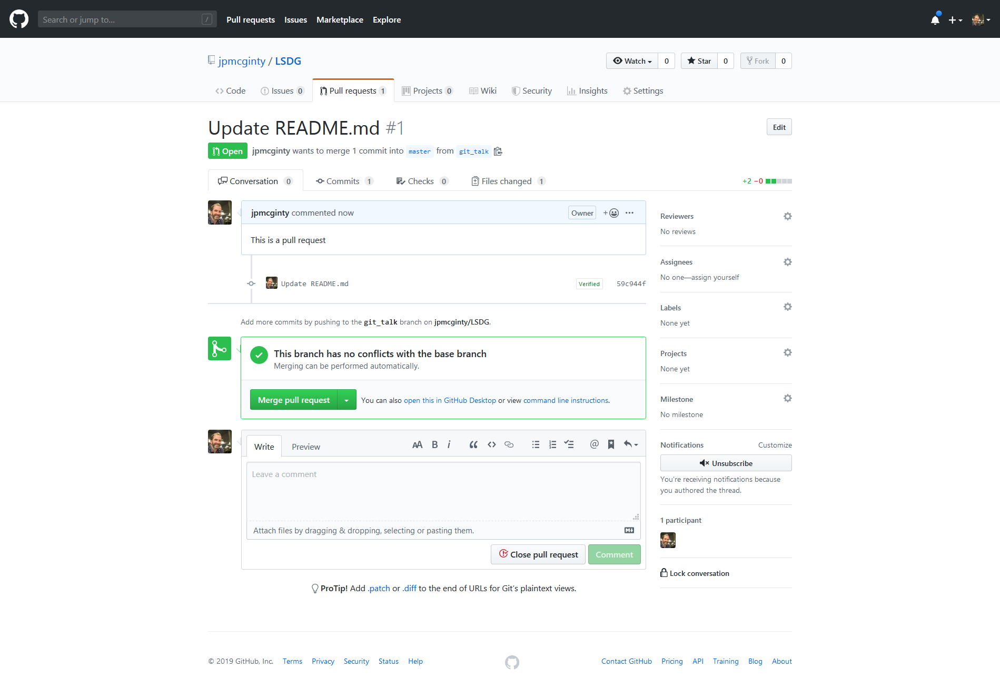 Search or jump to... /
Pull requests Issues Marketplace Explore
jpmcginty / LSDG
Watch 0 Star 0 Fork 0
Code Issues 0 Pull requests 1 Projects 0 Wiki Security Insights Settings
Update README.md #1
Edit
Open jpmcginty wants to merge 1 commit into master from git_talk
Conversation 0 Commits 1 Checks 0 Files changed 1 +2 −0
jpmcginty commented now Owner
This is a pull request
Update README.md Verified 59c944f
Add more commits by pushing to the git_talk branch on jpmcginty/LSDG.
This branch has no conflicts with the base branch
Merging can be performed automatically.
Merge pull request You can also open this in GitHub Desktop or view command line instructions.
Write Preview AA B i @
Leave a comment
Attach files by dragging & dropping, selecting or pasting them. M
Close pull request Comment
ProTip! Add .patch or .diff to the end of URLs for Git's plaintext views.
Reviewers
No reviews
Assignees
No one—assign yourself
Labels
None yet
Projects
None yet
Milestone
No milestone
Notifications Customize
Unsubscribe
You're receiving notifications because
you authored the thread.
1 participant
Lock conversation
© 2019 GitHub, Inc. Terms Privacy Security Status Help Contact GitHub Pricing API Training Blog About